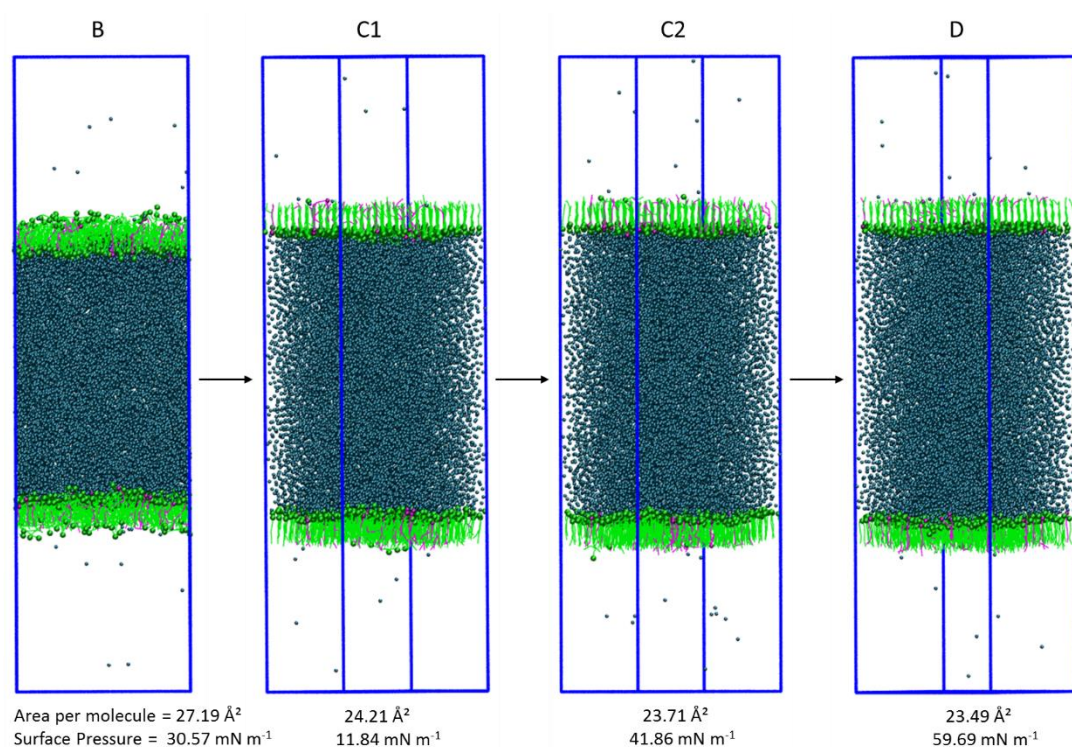 B C1 C2 D
Area per molecule = 27.19 Å² 24.21 Å² 23.71 Å² 23.49 Å²
Surface Pressure = 30.57 mN m⁻¹ 11.84 mN m⁻¹ 41.86 mN m⁻¹ 59.69 mN m⁻¹